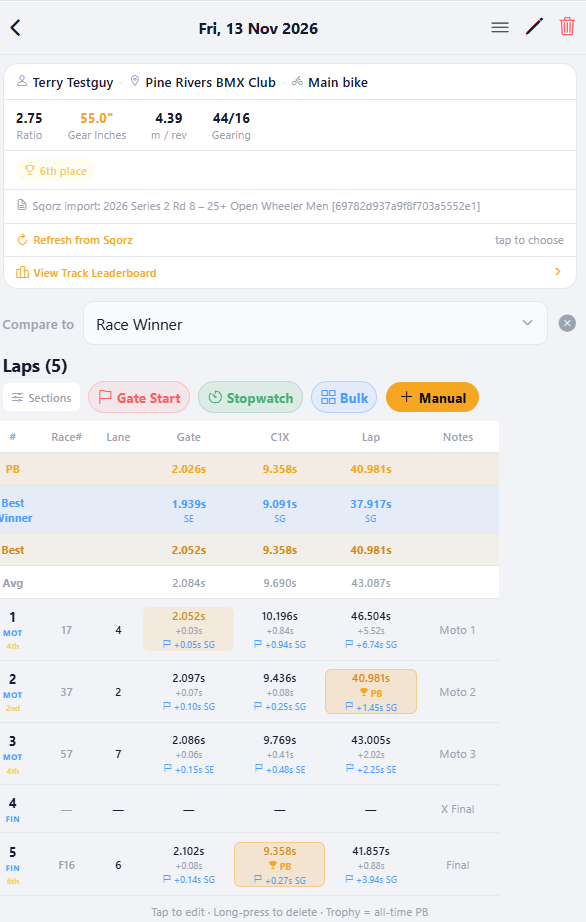 Fri, 13 Nov 2026
Terry Testguy · Pine Rivers BMX Club · Main bike
2.75 55.0" 4.39 44/16
Ratio Gear Inches m / rev Gearing
6th place
Sqorz import: 2026 Series 2 Rd 8 – 25+ Open Wheeler Men [69782d937a9f8f703a5552e1]
Refresh from Sqorz tap to choose
View Track Leaderboard
Compare to Race Winner
Laps (5)
Sections Gate Start Stopwatch Bulk + Manual
# Race# Lane Gate C1X Lap Notes
PB 2.026s 9.358s 40.981s
Best 1.939s 9.091s 37.917s
Winner SE SG SG
Best 2.052s 9.358s 40.981s
Avg 2.084s 9.690s 43.087s
1 17 4 2.052s 10.196s 46.504s Moto 1
MOT +0.03s +0.84s +5.52s
4th +0.05s SG +0.94s SG +6.74s SG
2 37 2 2.097s 9.436s 40.981s Moto 2
MOT +0.07s +0.08s PB
2nd +0.10s SG +0.25s SG +1.45s SG
3 57 7 2.086s 9.769s 43.005s Moto 3
MOT +0.06s +0.41s +2.02s
4th +0.15s SE +0.48s SE +2.25s SE
4 — — — — — X Final
FIN
5 F16 6 2.102s 9.358s 41.857s Final
FIN +0.08s PB +0.88s
6th +0.14s SG +0.27s SG +3.94s SG
Tap to edit · Long-press to delete · Trophy = all-time PB